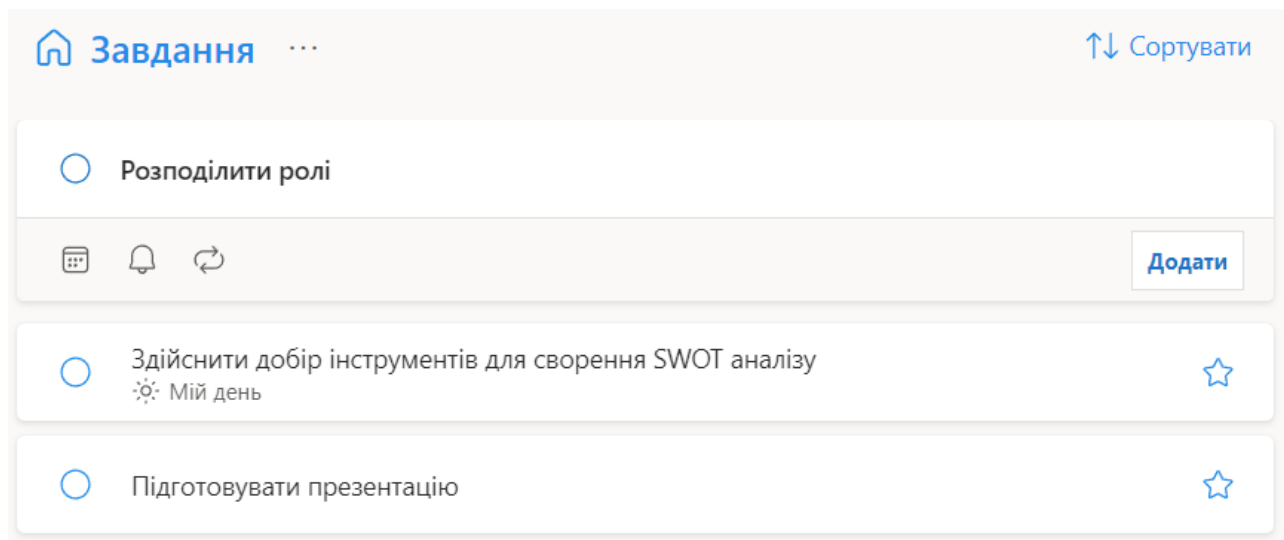 Завдання ...
Сортувати
Розподілити ролі
Додати
Здійснити добір інструментів для сворення SWOT аналізу
Мій день
Підготовувати презентацію